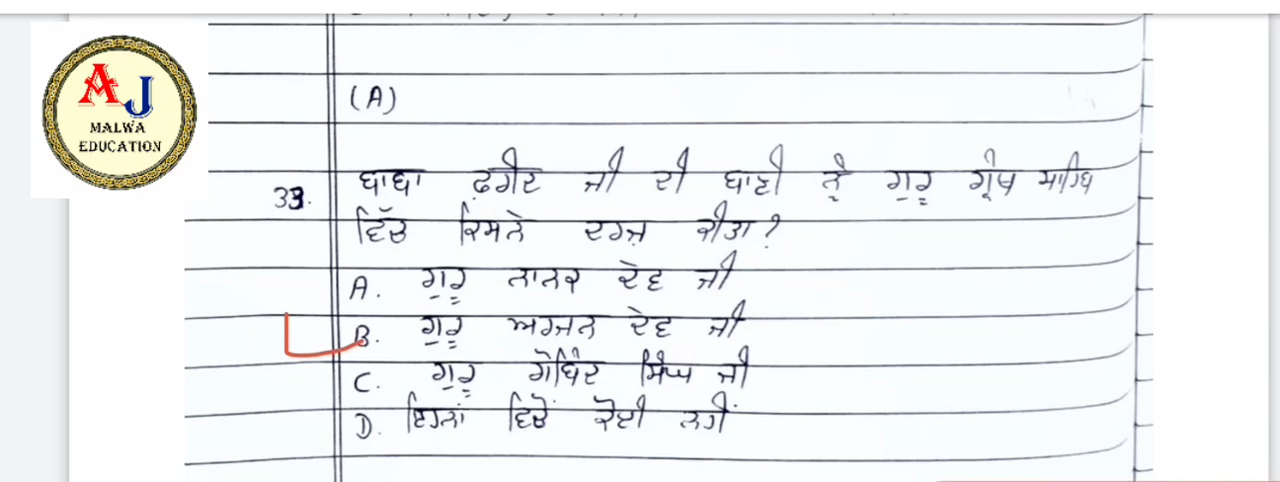 AJ
MALWA
EDUCATION
(A)
33. ਬਾਬਾ ਫ਼ਰੀਦ ਜੀ ਦੀ ਬਾਣੀ ਨੂੰ ਗੁਰੂ ਗ੍ਰੰਥ ਸਾਹਿਬ
ਵਿੱਚ ਕਿਸਨੇ ਦਰਜ਼ ਕੀਤਾ?
A. ਗੁਰੂ ਨਾਨਕ ਦੇਵ ਜੀ
B. ਗੁਰੂ ਅਰਜਨ ਦੇਵ ਜੀ
C. ਗੁਰੂ ਗੋਬਿੰਦ ਸਿੰਘ ਜੀ
D. ਇਹਨਾਂ ਵਿਚੋਂ ਕੋਈ ਨਹੀਂ